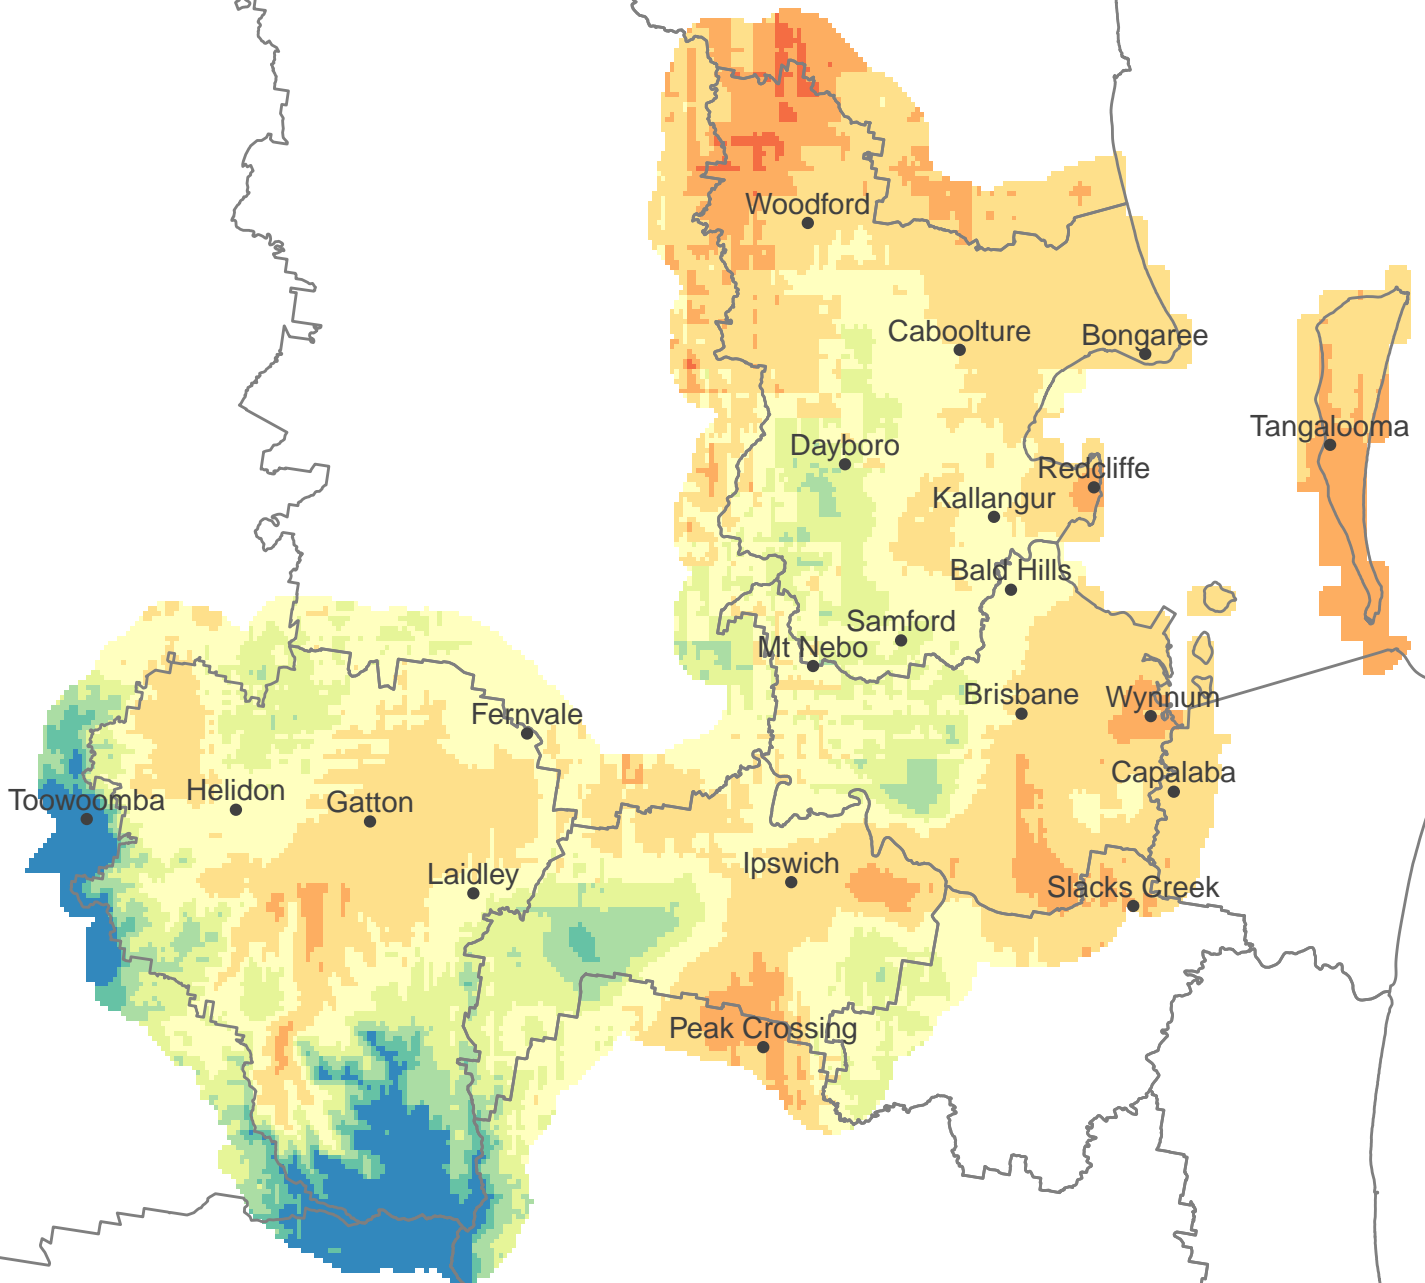 Woodford
Caboolture
Bongaree
Tangalooma
Dayboro
Redcliffe
Kallangur
Bald Hills
Samford
Mt Nebo
Brisbane
Wynnum
Fernvale
Capalaba
Toowoomba
Helidon
Gatton
Ipswich
Laidley
Slacks Creek
Peak Crossing